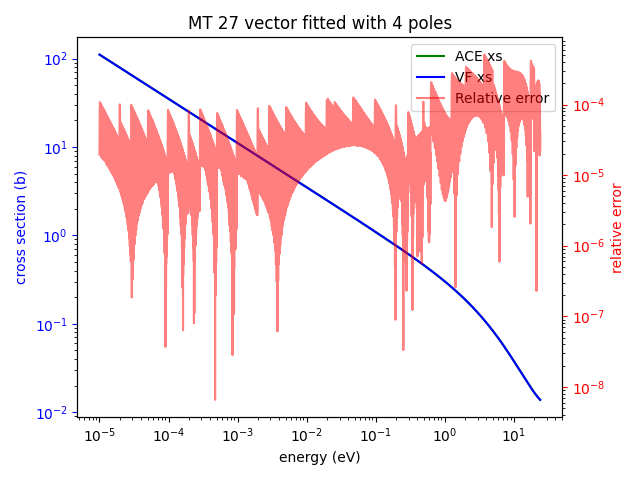 MT 27 vector fitted with 4 poles
ACE xs
VF xs
Relative error
cross section (b)
10^2
10^1
10^0
10^-1
10^-2
10^-4
10^-5
10^-6
10^-7
10^-8
relative error
10^-5 10^-4 10^-3 10^-2 10^-1 10^0 10^1
energy (eV)